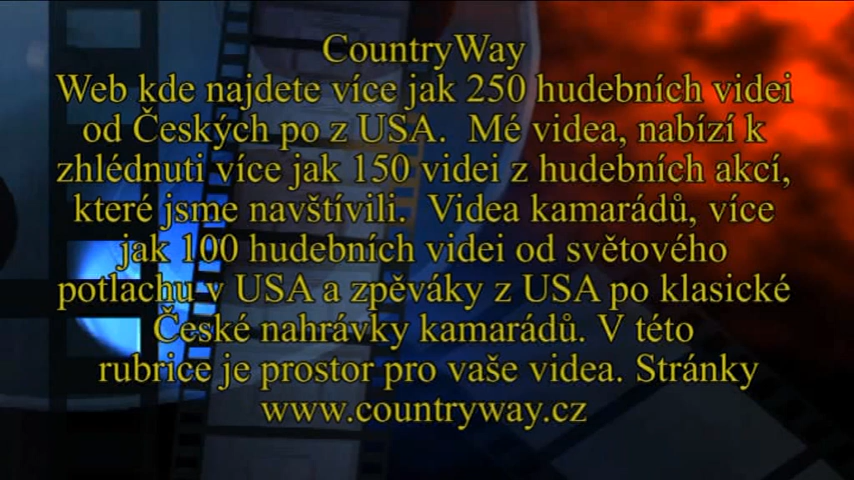 CountryWay
Web kde najdete více jak 250 hudebních videi
od Českých po z USA. Mé videa, nabízí k
zhlédnuti více jak 150 videi z hudebních akcí,
které jsme navštívili. Videa kamarádů, více
jak 100 hudebních videi od světového
potlachu v USA a zpěváky z USA po klasické
České nahrávky kamarádů. V této
rubrice je prostor pro vaše videa. Stránky
www.countryway.cz